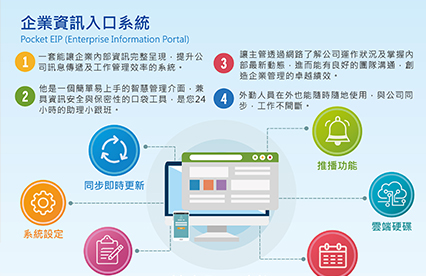 企業資訊入口系統
Pocket EIP (Enterprise Information Portal)
1 一套能讓企業內部資訊完整呈現，提升公
司訊息傳遞及工作管理效率的系統。
2 他是一個簡單易上手的智慧管理介面，兼
具資訊安全與保密性的口袋工具，是您24
小時的助理小跟班。
3 讓主管透過網路了解公司運作狀況及掌握內
部最新動態，進而能有良好的團隊溝通，創
造企業管理的卓越績效。
4 外勤人員在外也能隨時隨地使用，與公司同
步，工作不間斷。
同步即時更新
推播功能
系統設定
雲端硬碟